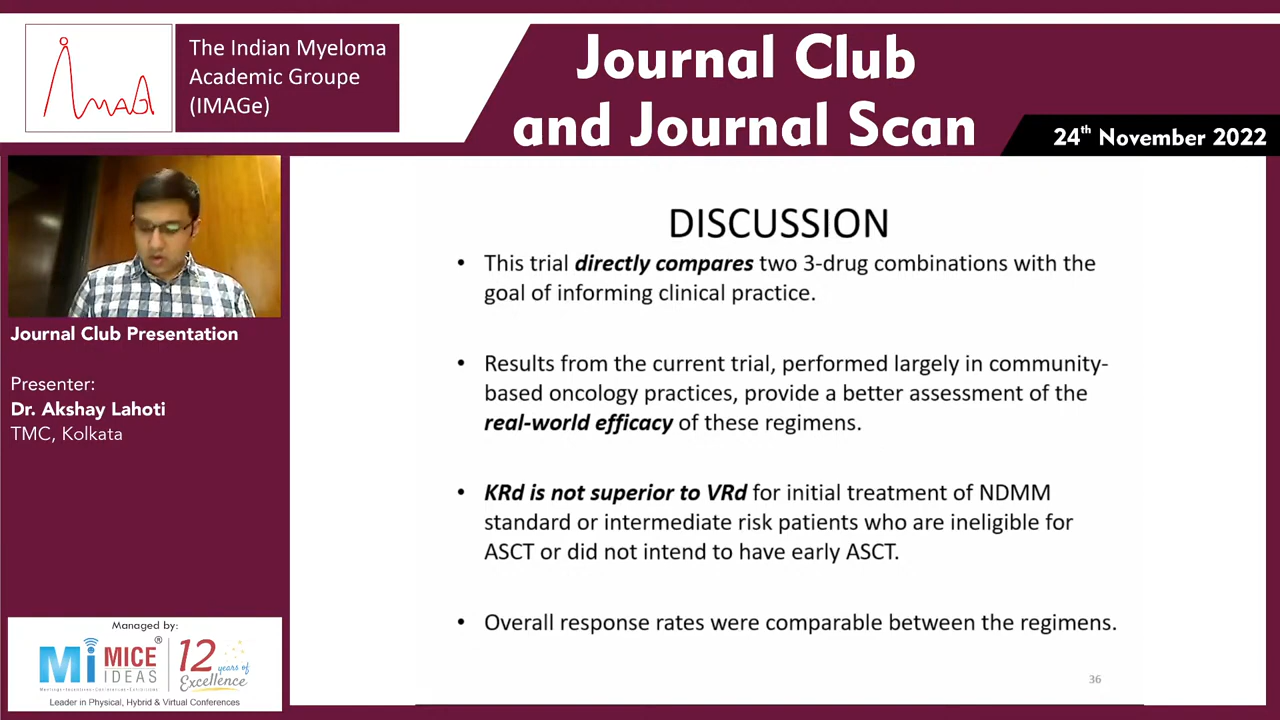 The Indian Myeloma
Academic Groupe
(IMAGe)
Journal Club
and Journal Scan
24th November 2022
Journal Club Presentation
Presenter:
Dr. Akshay Lahoti
TMC, Kolkata
DISCUSSION
• This trial directly compares two 3-drug combinations with the
goal of informing clinical practice.
• Results from the current trial, performed largely in community-
based oncology practices, provide a better assessment of the
real-world efficacy of these regimens.
• KRd is not superior to VRd for initial treatment of NDMM
standard or intermediate risk patients who are ineligible for
ASCT or did not intend to have early ASCT.
• Overall response rates were comparable between the regimens.
36
Managed by:
Mi MICE IDEAS ®
12 years of Excellence
Leader in Physical, Hybrid & Virtual Conferences